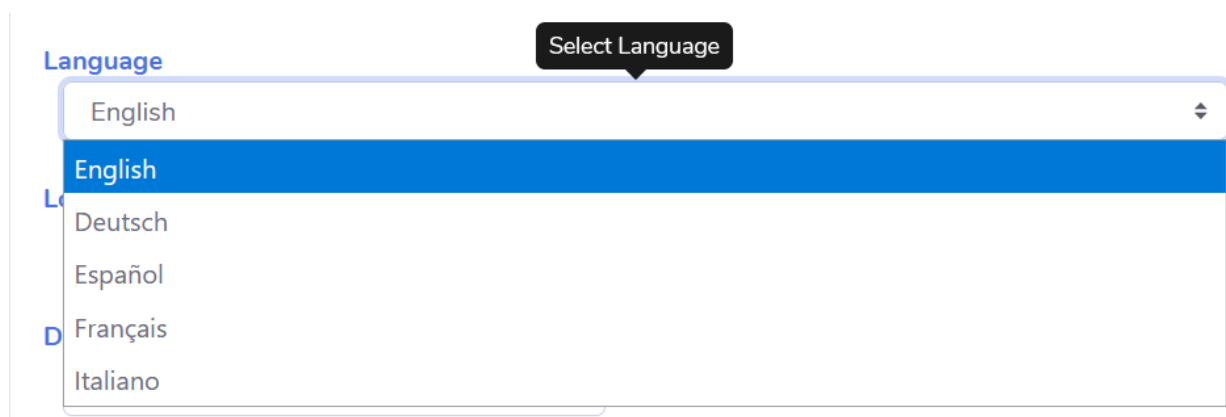 Select Language
Language
English
English
Deutsch
Español
Français
Italiano